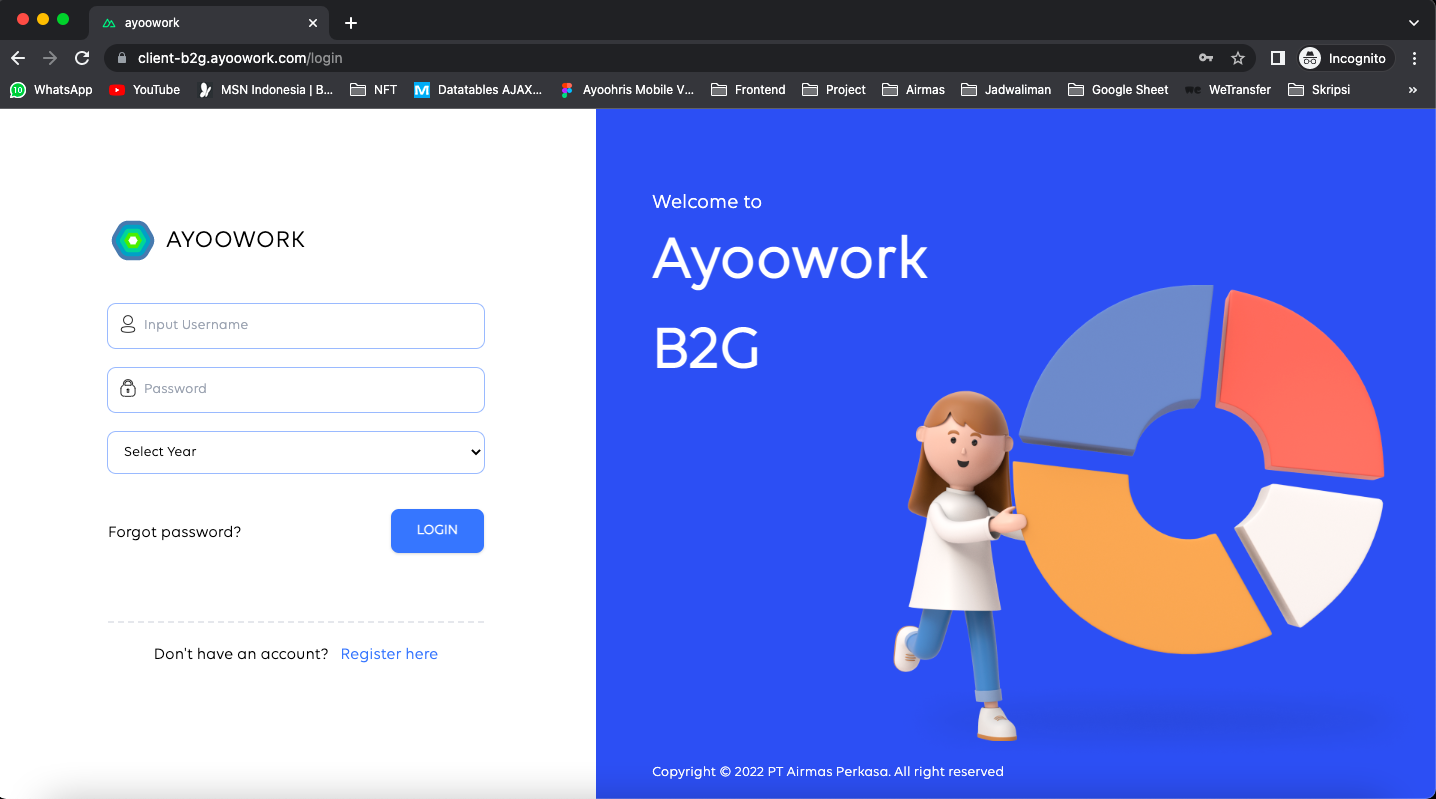 ayoowork
client-b2g.ayoowork.com/login
Incognito
10
WhatsApp
YouTube
MSN Indonesia | B...
NFT
M
Datatables AJAX...
Ayoohris Mobile V...
Frontend
Project
Airmas
Jadwaliman
Google Sheet
we
WeTransfer
Skripsi
»
AYOOWORK
Input Username
Password
Select Year
Forgot password?
LOGIN
Don't have an account? Register here
Welcome to
Ayoowork
B2G
Copyright © 2022 PT Airmas Perkasa. All right reserved